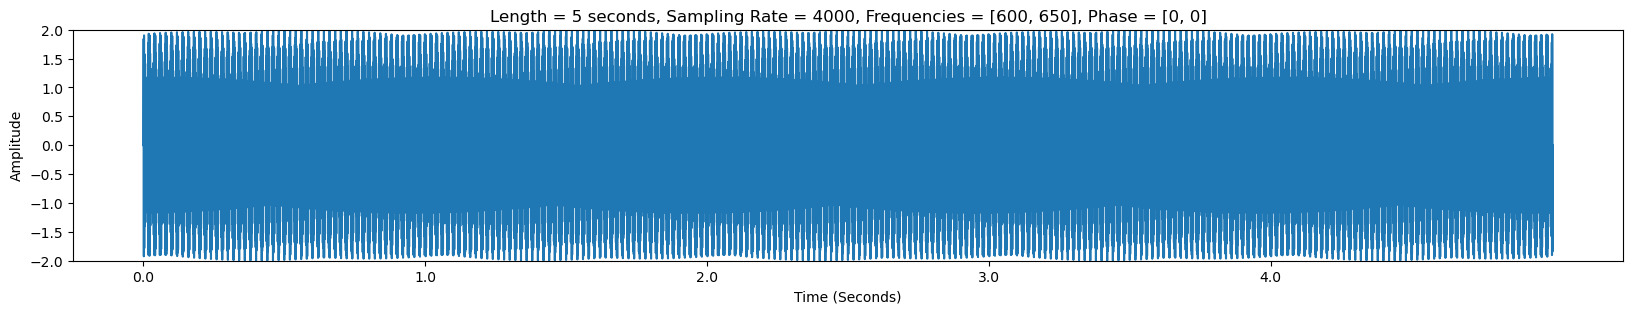 Length = 5 seconds, Sampling Rate = 4000, Frequencies = [600, 650], Phase = [0, 0]
2.0
1.5
1.0
0.5
0.0
−0.5
−1.0
−1.5
−2.0
Amplitude
0.0 1.0 2.0 3.0 4.0
Time (Seconds)